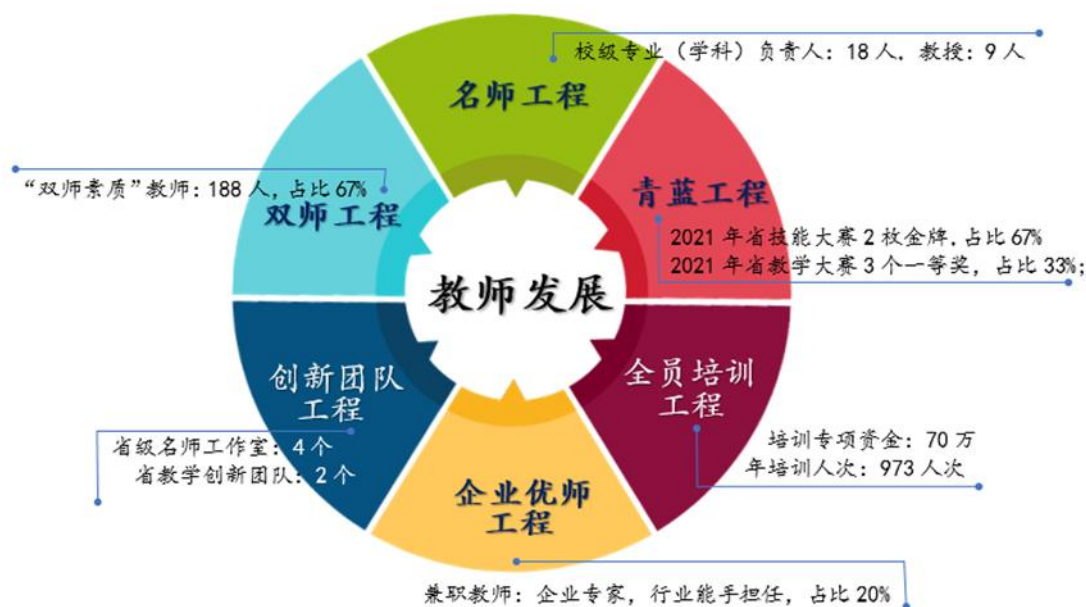 校级专业（学科）负责人：18人，教授：9人
名师工程
“双师素质”教师：188人，占比67%
双师工程
青蓝工程
2021年省技能大赛2枚金牌，占比67%
2021年省教学大赛3个一等奖，占比33%；
教师发展
创新团队
工程
省级名师工作室：4个
省教学创新团队：2个
全员培训
工程
培训专项资金：70万
年培训人次：973人次
企业优师
工程
兼职教师：企业专家，行业能手担任，占比20%